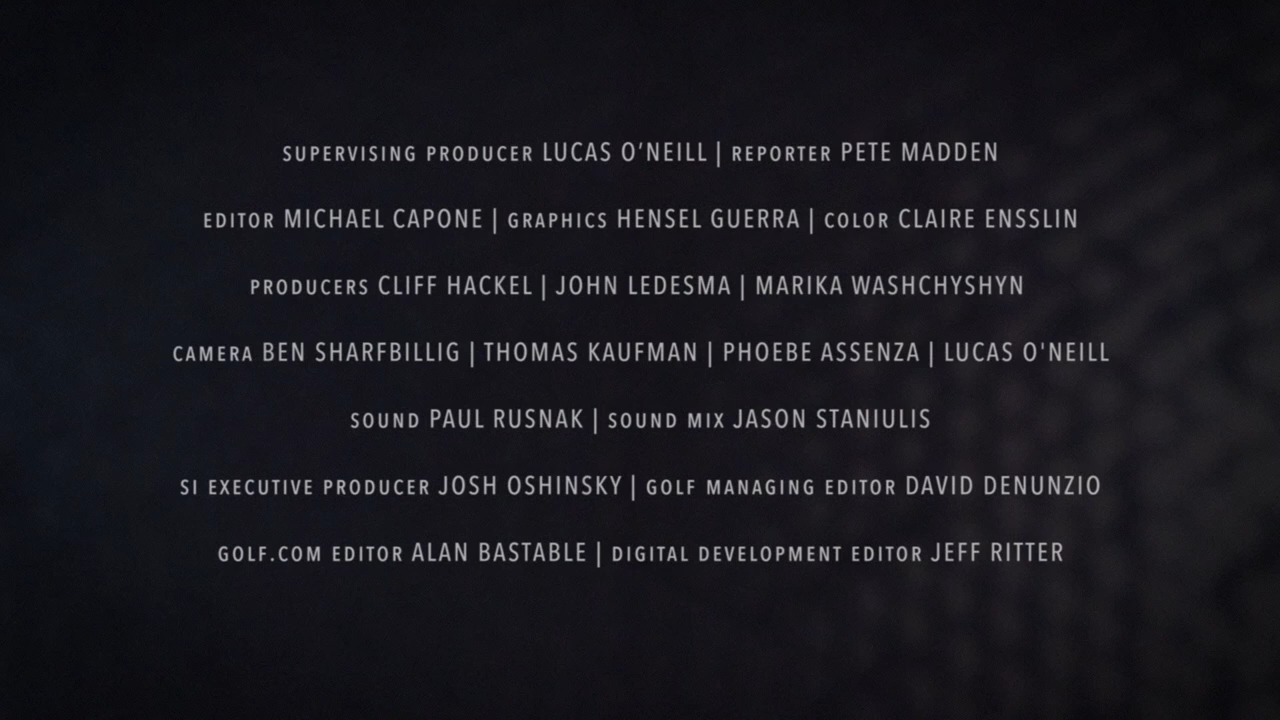 SUPERVISING PRODUCER LUCAS O’NEILL | REPORTER PETE MADDEN
EDITOR MICHAEL CAPONE | GRAPHICS HENSEL GUERRA | COLOR CLAIRE ENSSLIN
PRODUCERS CLIFF HACKEL | JOHN LEDESMA | MARIKA WASHCHYSHYN
CAMERA BEN SHARFBILLIG | THOMAS KAUFMAN | PHOEBE ASSENZA | LUCAS O'NEILL
SOUND PAUL RUSNAK | SOUND MIX JASON STANIULIS
SI EXECUTIVE PRODUCER JOSH OSHINSKY | GOLF MANAGING EDITOR DAVID DENUNZIO
GOLF.COM EDITOR ALAN BASTABLE | DIGITAL DEVELOPMENT EDITOR JEFF RITTER